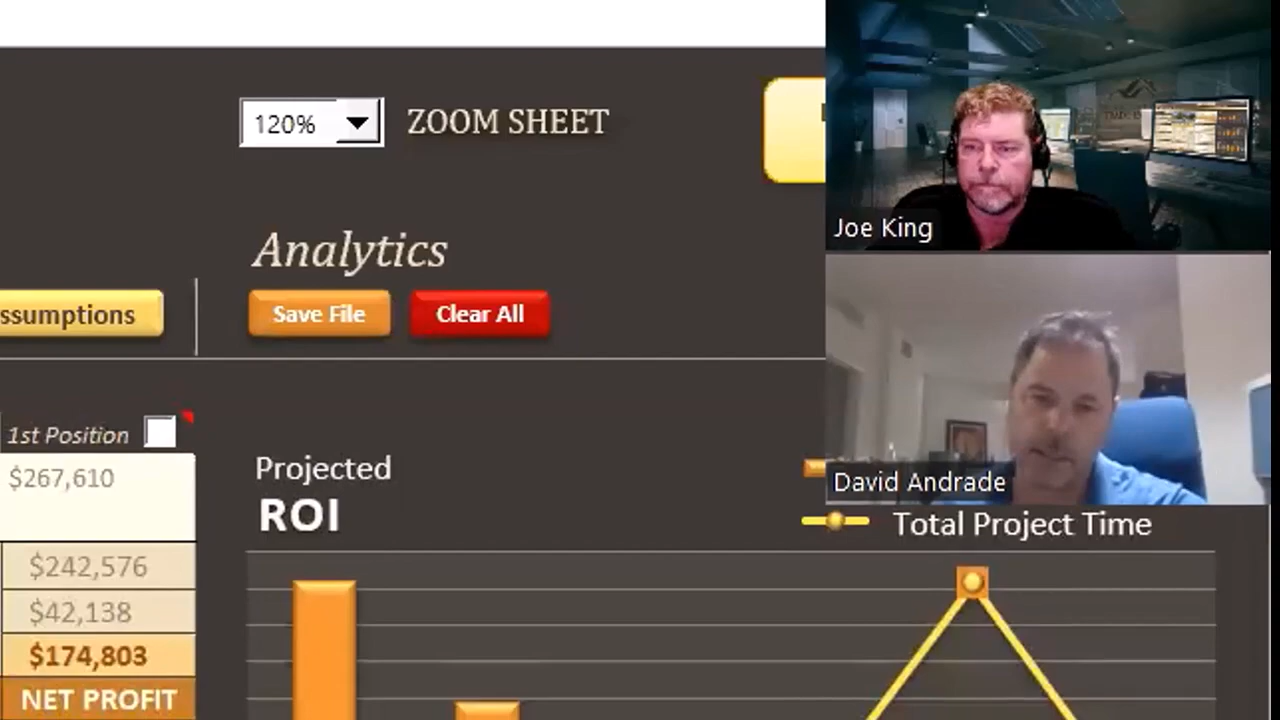 120%
ZOOM SHEET
Joe King
Analytics
ssumptions
Save File
Clear All
1st Position
$267,610
Projected
ROI
David Andrade
Total Project Time
$242,576
$42,138
$174,803
NET PROFIT